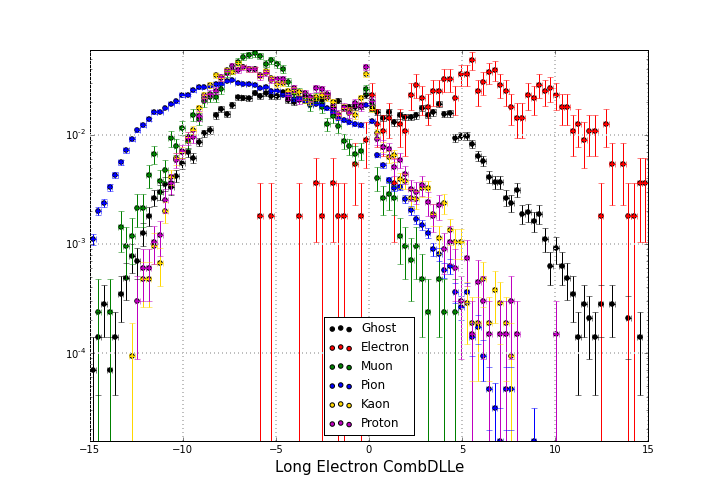 10⁻²
10⁻³
10⁻⁴
Ghost
Electron
Muon
Pion
Kaon
Proton
−15 −10 −5 0 5 10 15
Long Electron CombDLLe